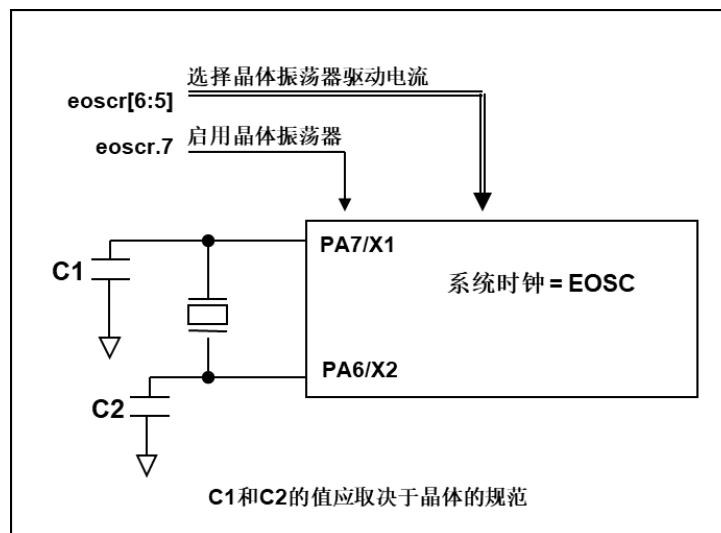 选择晶体振荡器驱动电流
eoscr[6:5]
启用晶体振荡器
eoscr.7
PA7/X1
C1
系统时钟 = EOSC
PA6/X2
C2
C1和C2的值应取决于晶体的规范